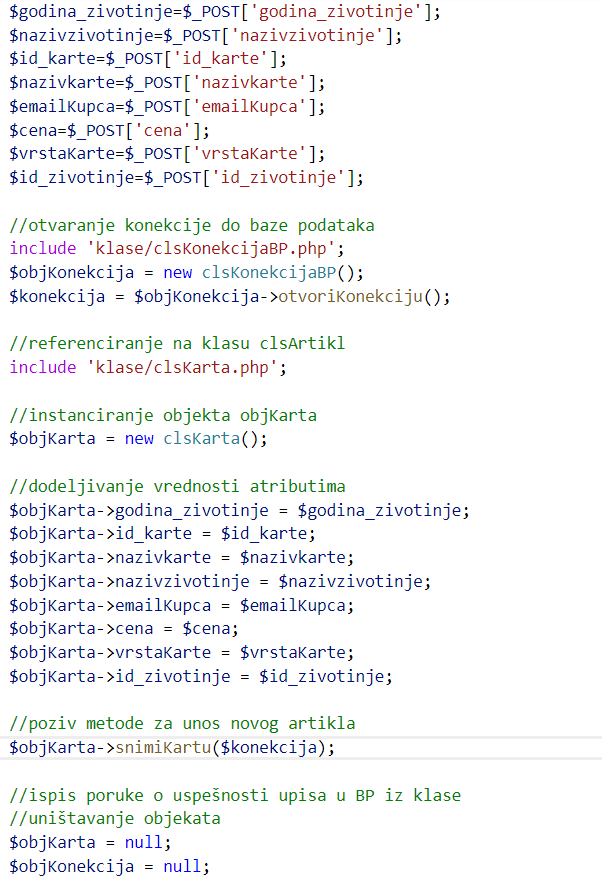 $godina_zivotinje=$_POST['godina_zivotinje'];
$nazivzivotinje=$_POST['nazivzivotinje'];
$id_karte=$_POST['id_karte'];
$nazivkarte=$_POST['nazivkarte'];
$emailKupca=$_POST['emailKupca'];
$cena=$_POST['cena'];
$vrstaKarte=$_POST['vrstaKarte'];
$id_zivotinje=$_POST['id_zivotinje'];

//otvaranje konekcije do baze podataka
include 'klase/clsKonekcijaBP.php';
$objKonekcija = new clsKonekcijaBP();
$konekcija = $objKonekcija->otvoriKonekciju();

//referenciranje na klasu clsArtikl
include 'klase/clsKarta.php';

//instanciranje objekta objKarta
$objKarta = new clsKarta();

//dodeljivanje vrednosti atributima
$objKarta->godina_zivotinje = $godina_zivotinje;
$objKarta->id_karte = $id_karte;
$objKarta->nazivkarte = $nazivkarte;
$objKarta->nazivzivotinje = $nazivzivotinje;
$objKarta->emailKupca = $emailKupca;
$objKarta->cena = $cena;
$objKarta->vrstaKarte = $vrstaKarte;
$objKarta->id_zivotinje = $id_zivotinje;

//poziv metode za unos novog artikla
$objKarta->snimiKartu($konekcija);

//ispis poruke o uspešnosti upisa u BP iz klase
//uništavanje objekata
$objKarta = null;
$objKonekcija = null;